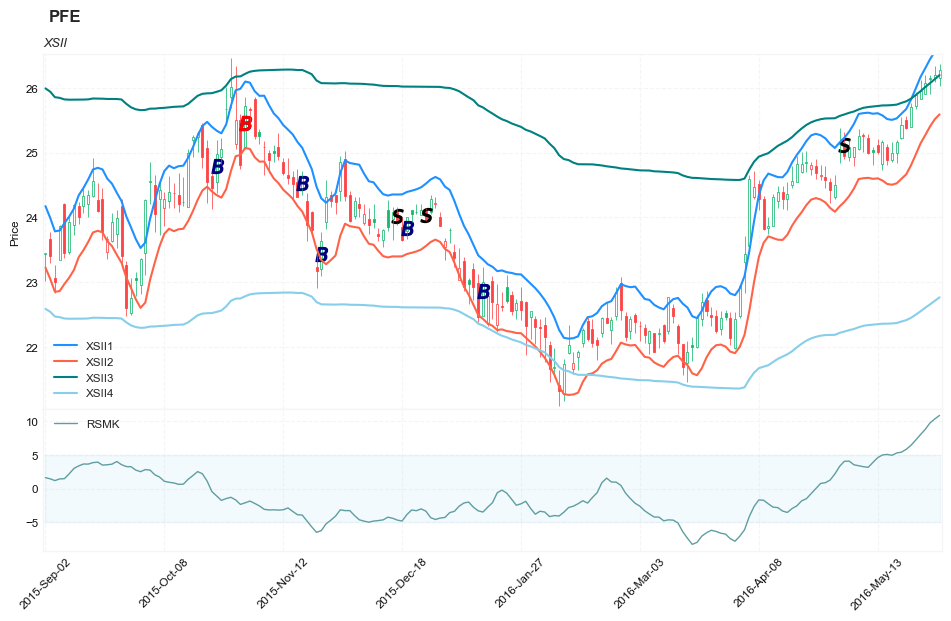 PFE
XSII
26
25
24
23
22
Price
B
B
B
B
S
B
S
B
S
XSII1
XSII2
XSII3
XSII4
10
5
0
−5
RSMK
2015-Sep-02
2015-Oct-08
2015-Nov-12
2015-Dec-18
2016-Jan-27
2016-Mar-03
2016-Apr-08
2016-May-13